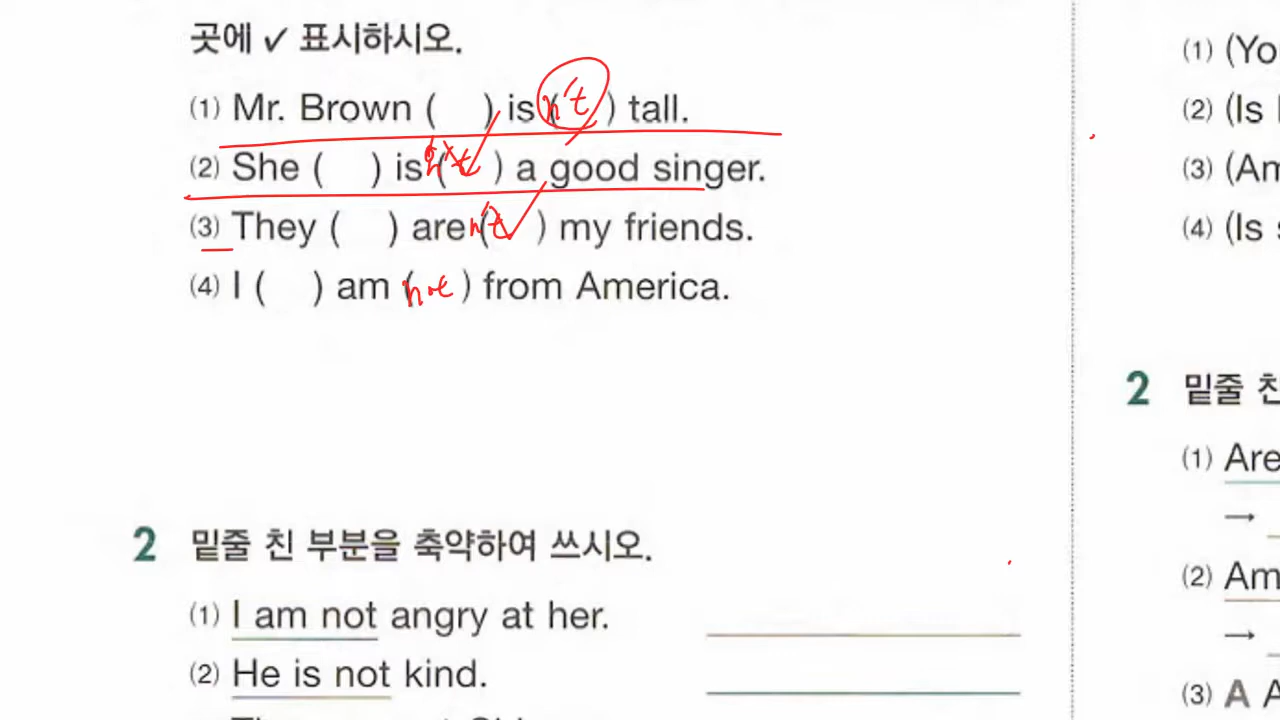 곳에 ✓ 표시하시오.
(1) Mr. Brown ( ) is (n't) tall.
(2) She ( ) is (n't ) a good singer.
(3) They ( ) are (n't ✓ ) my friends.
(4) I ( ) am (not) from America.
2 밑줄 친 부분을 축약하여 쓰시오.
(1) I am not angry at her.
(2) He is not kind.
(1) (Yo
(2) (Is
(3) (Am
(4) (Is
2 밑줄 친
(1) Are
→
(2) Am
→
(3) A